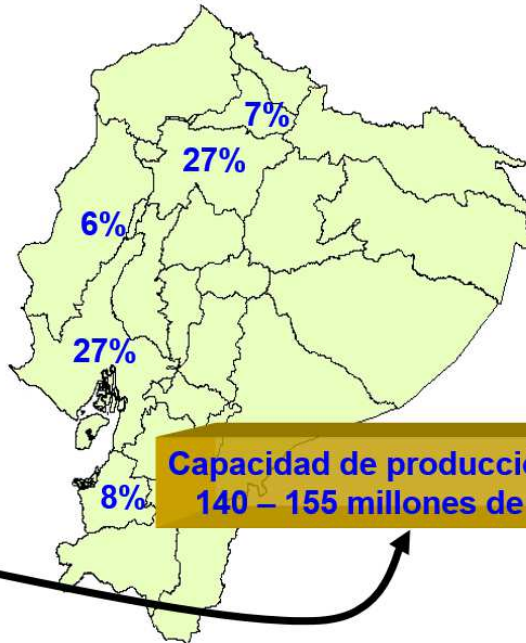 7%
27%
6%
27%
8%
Capacidad de producció
140 – 155 millones de